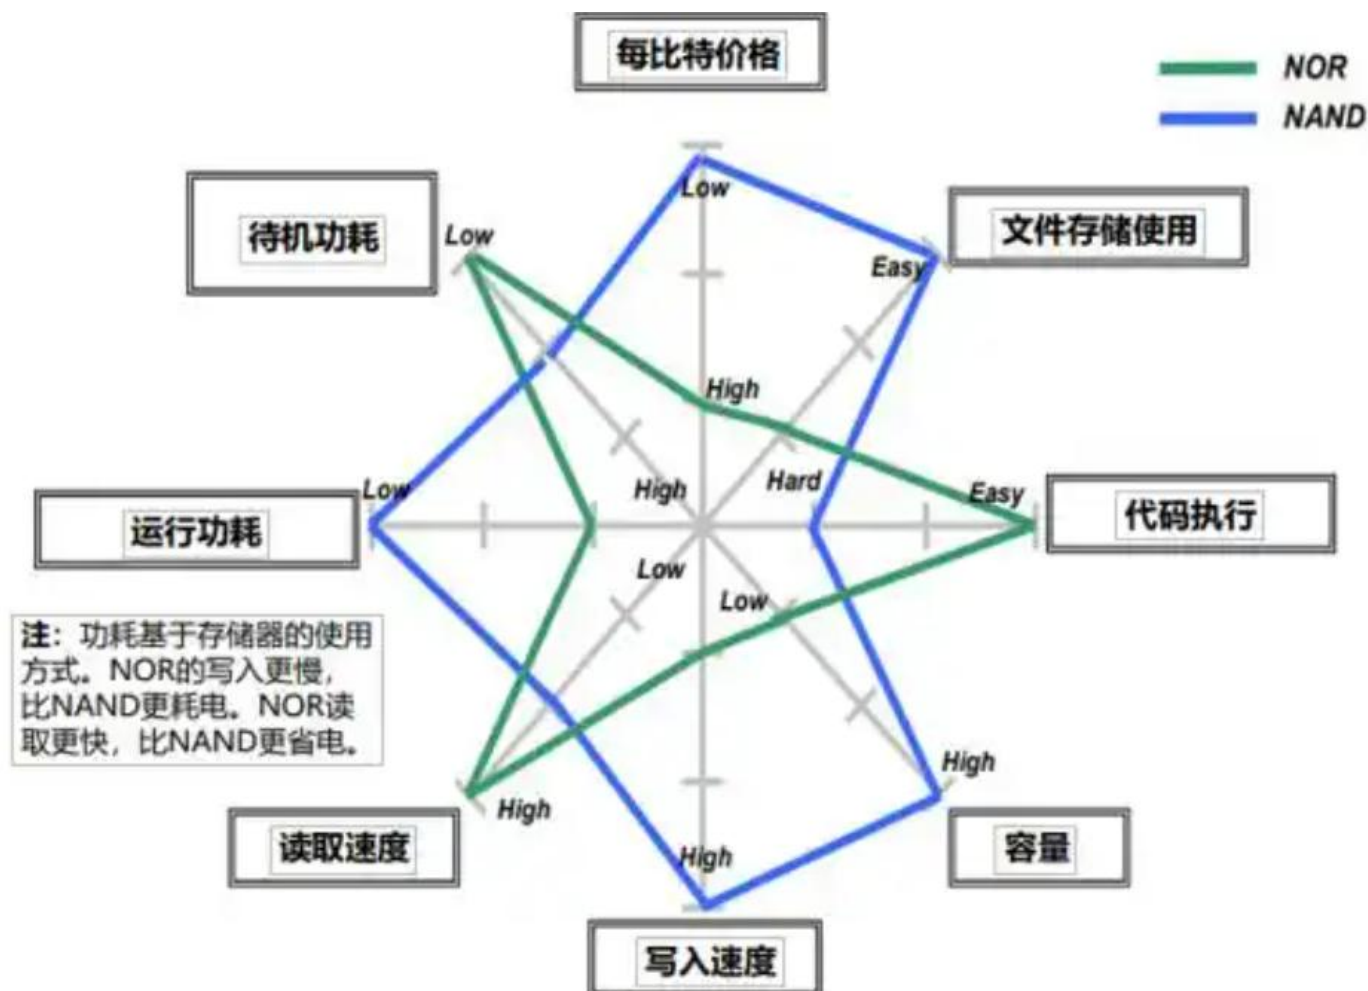 每比特价格
NOR
NAND
待机功耗
Low
Low
文件存储使用
Easy
High
High
Hard
Easy
代码执行
Low
运行功耗
Low
Low
注：功耗基于存储器的使用
方式。NOR的写入更慢，
比NAND更耗电。NOR读
取更快，比NAND更省电。
High
High
High
读取速度
容量
写入速度